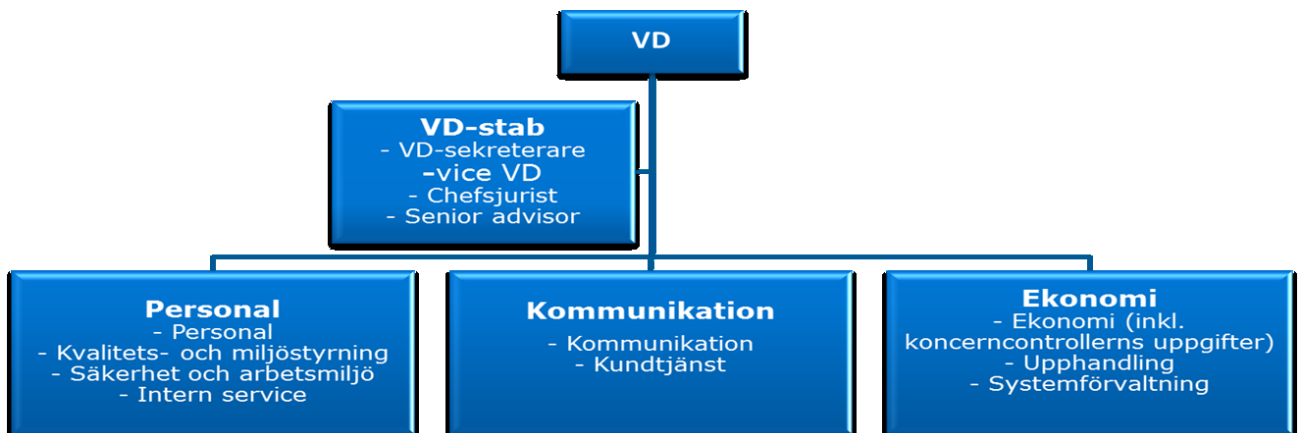 VD
VD-stab
- VD-sekreterare
-vice VD
- Chefsjurist
- Senior advisor
Personal
- Personal
- Kvalitets- och miljöstyrning
- Säkerhet och arbetsmiljö
- Intern service
Kommunikation
- Kommunikation
- Kundtjänst
Ekonomi
- Ekonomi (inkl.
koncerncontrollerns uppgifter)
- Upphandling
- Systemförvaltning